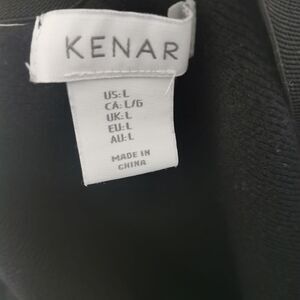 KENAR
US: L
CA: L/G
UK: L
EU: L
AU: L
MADE IN
CHINA